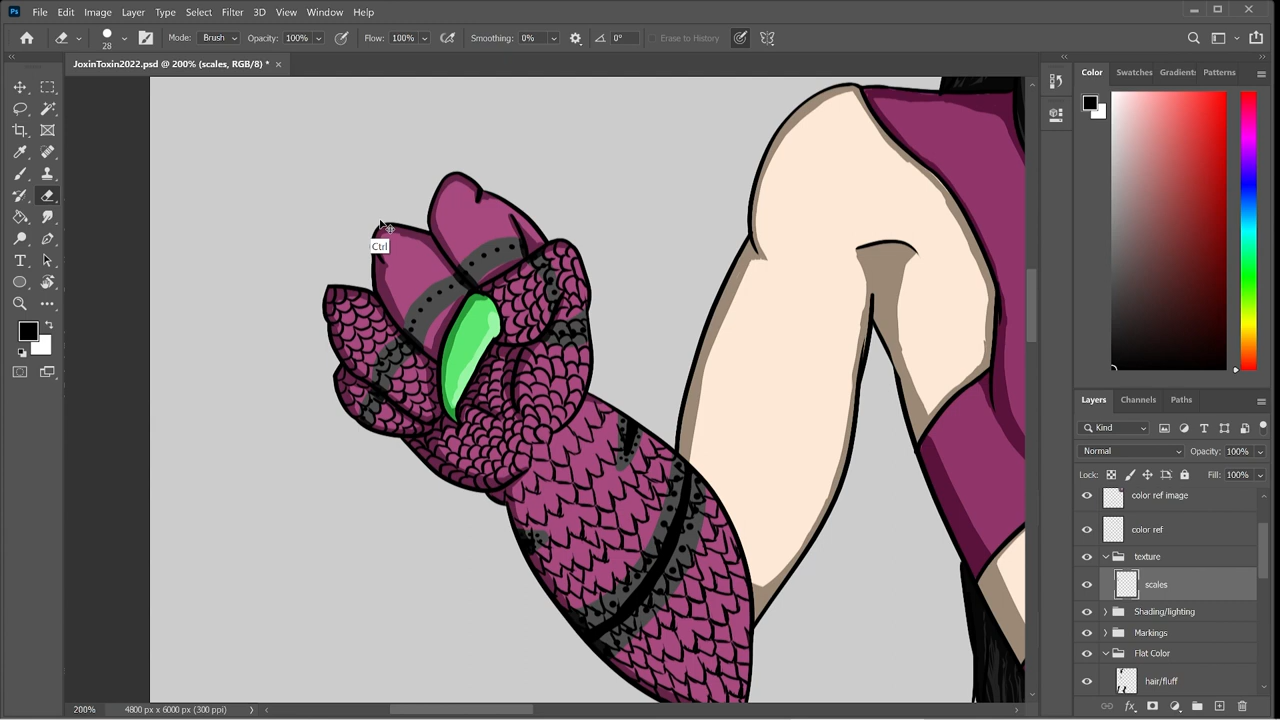 Ps File Edit Image Layer Type Select Filter 3D View Window Help
28 Mode: Brush Opacity: 100% Flow: 100% Smoothing: 0% 0° Erase to History
JoxinToxin2022.psd @ 200% (scales, RGB/8) * ×
Color Swatches Gradient Patterns
Ctrl
Layers Channels Paths
Kind
Normal Opacity: 100%
Lock: Fill: 100%
color ref image
color ref
texture
scales
Shading/lighting
Markings
Flat Color
hair/fluff
200% 4800 px x 6000 px (300 ppi)